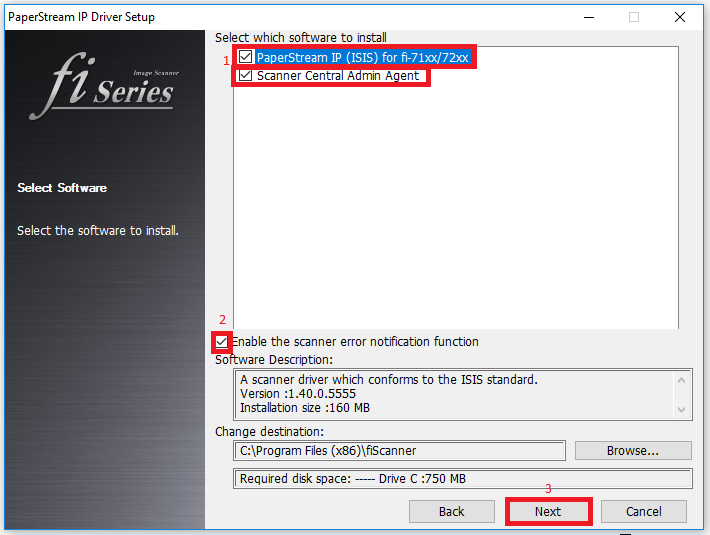 PaperStream IP Driver Setup
Select which software to install
1
PaperStream IP (ISIS) for fi-71xx/72xx
Scanner Central Admin Agent
Image Scanner
fi Series
Select Software
Select the software to install.
2
Enable the scanner error notification function
Software Description:
A scanner driver which conforms to the ISIS standard.
Version :1.40.0.5555
Installation size :160 MB
Change destination:
C:\Program Files (x86)\fiScanner
Browse...
Required disk space: ----- Drive C :750 MB
3
Back
Next
Cancel